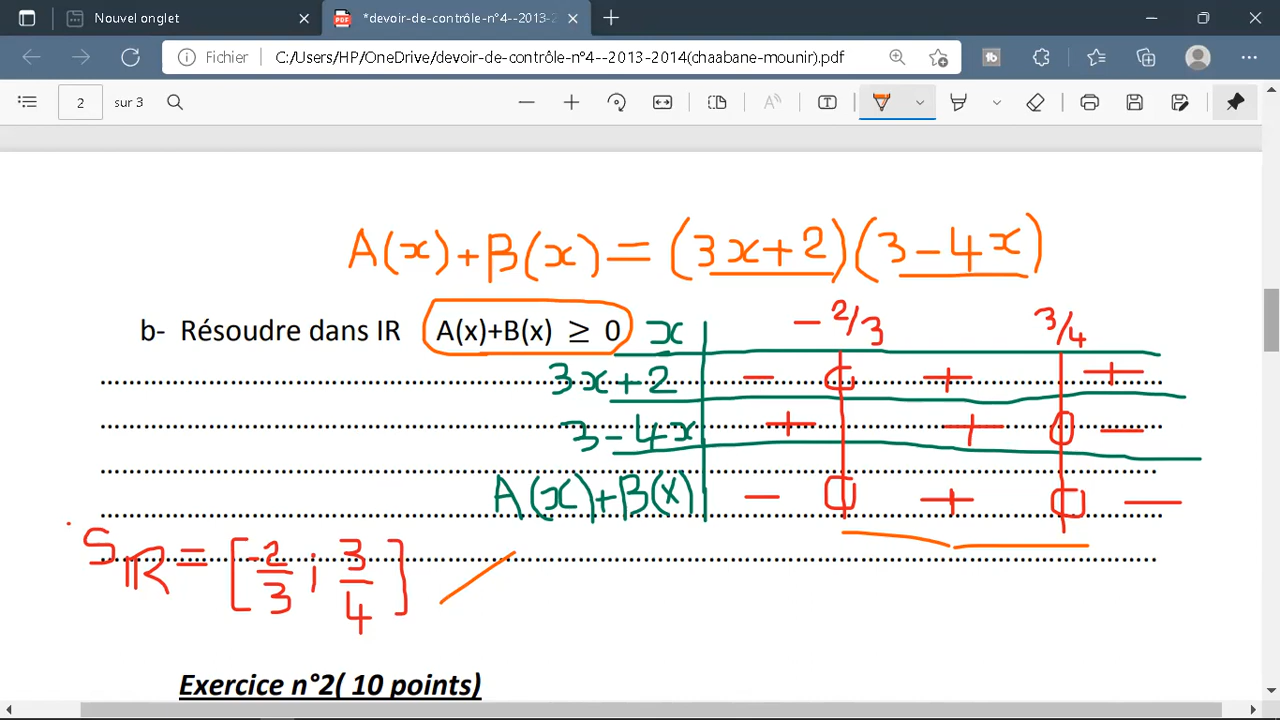 Nouvel onglet
*devoir-de-contrôle-n°4--2013-2
Fichier C:/Users/HP/OneDrive/devoir-de-contrôle-n°4--2013-2014(chaabane-mounir).pdf
2 sur 3
A(x)+B(x)=(3x+2)(3-4x)
b- Résoudre dans IR A(x)+B(x) ≥ 0
x -2/3 3/4
3x+2 - 0 + +
3-4x + + 0 -
A(x)+B(x) - 0 + 0 -
S_IR = [-2/3 ; 3/4]
Exercice n°2( 10 points)